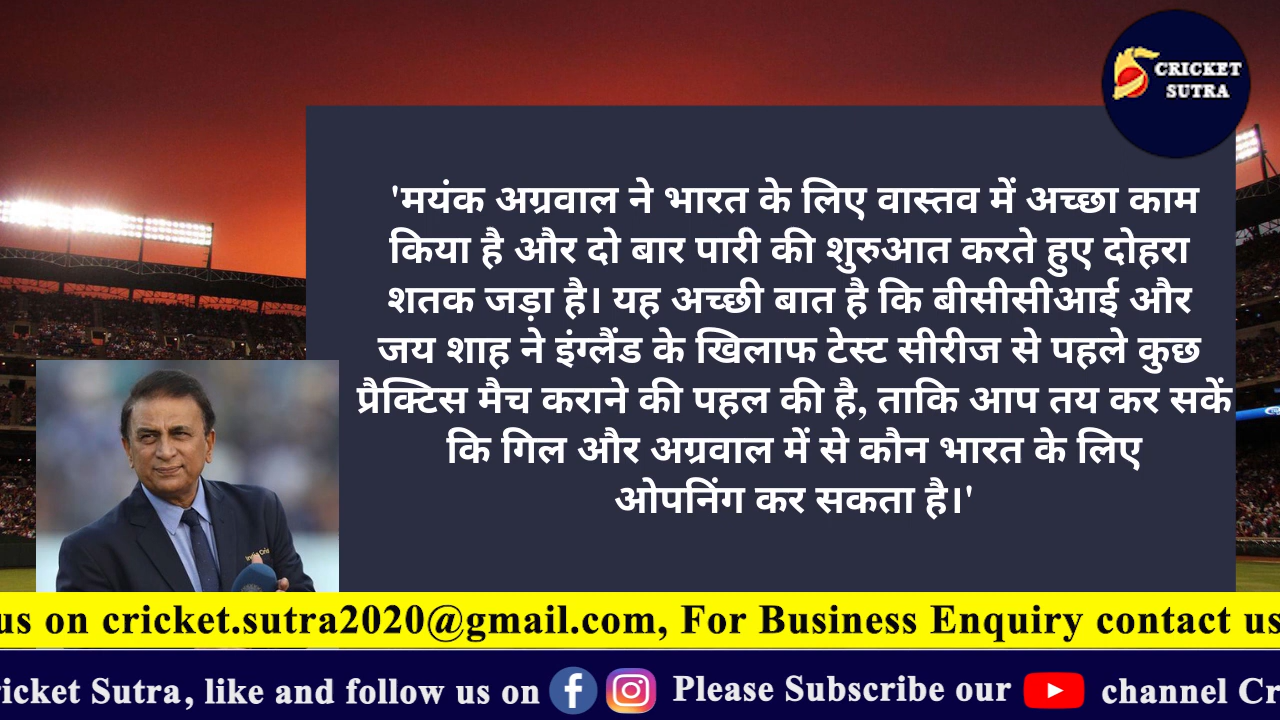 CRICKET
SUTRA
'मयंक अग्रवाल ने भारत के लिए वास्तव में अच्छा काम
किया है और दो बार पारी की शुरुआत करते हुए दोहरा
शतक जड़ा है। यह अच्छी बात है कि बीसीसीआई और
जय शाह ने इंग्लैंड के खिलाफ टेस्ट सीरीज से पहले कुछ
प्रैक्टिस मैच कराने की पहल की है, ताकि आप तय कर सकें
कि गिल और अग्रवाल में से कौन भारत के लिए
ओपनिंग कर सकता है।'
us on cricket.sutra2020@gmail.com, For Business Enquiry contact us
ricket Sutra, like and follow us on Please Subscribe our channel Cr